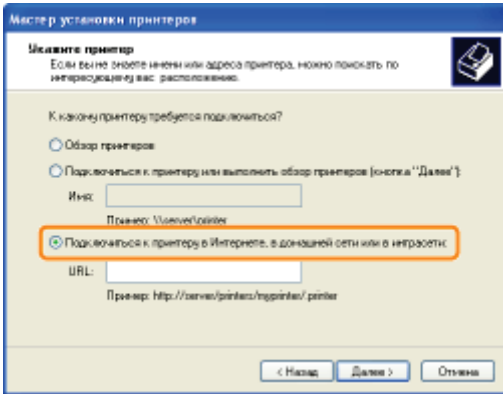 Мастер установки принтеров
Укажите принтер
Если вы не знаете имени или адреса принтера, можно поискать по
интересующему вас расположению.
К какому принтеру требуется подключиться?
Обзор принтеров
Подключиться к принтеру или выполнить обзор принтеров (кнопка "Далее"):
Имя:
Пример: \\server\printer
Подключиться к принтеру в Интернете, в домашней сети или в интрасети:
URL:
Пример: http://server/printers/myprinter/.printer
< Назад Далее > Отмена